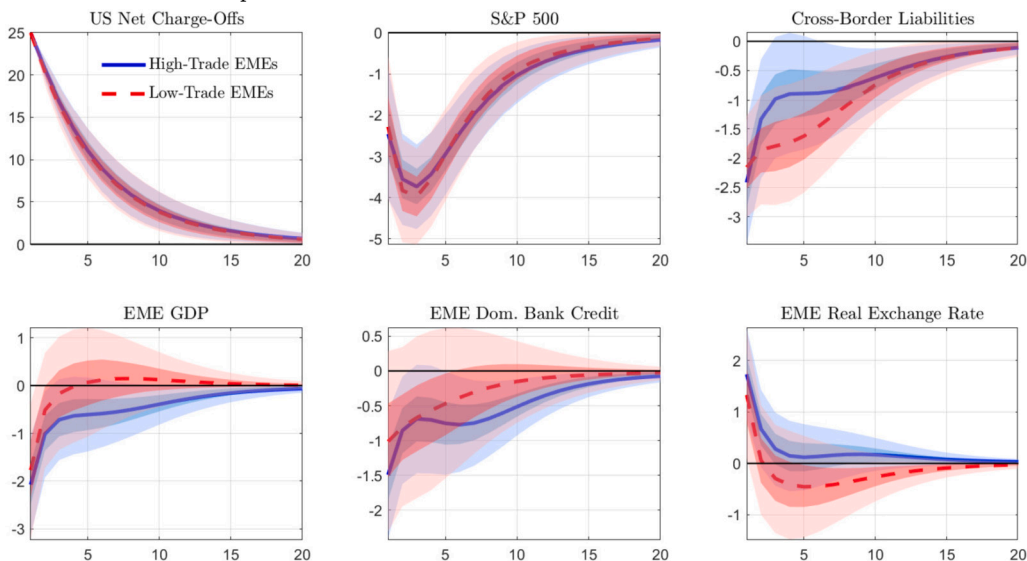 US Net Charge-Offs
25
20
15
10
5
0
5 10 15 20
High-Trade EMEs
Low-Trade EMEs
S&P 500
0
-1
-2
-3
-4
-5
5 10 15 20
Cross-Border Liabilities
0
-0.5
-1
-1.5
-2
-2.5
-3
5 10 15 20
EME GDP
1
0
-1
-2
-3
5 10 15 20
EME Dom. Bank Credit
0.5
0
-0.5
-1
-1.5
-2
5 10 15 20
EME Real Exchange Rate
2
1
0
-1
5 10 15 20